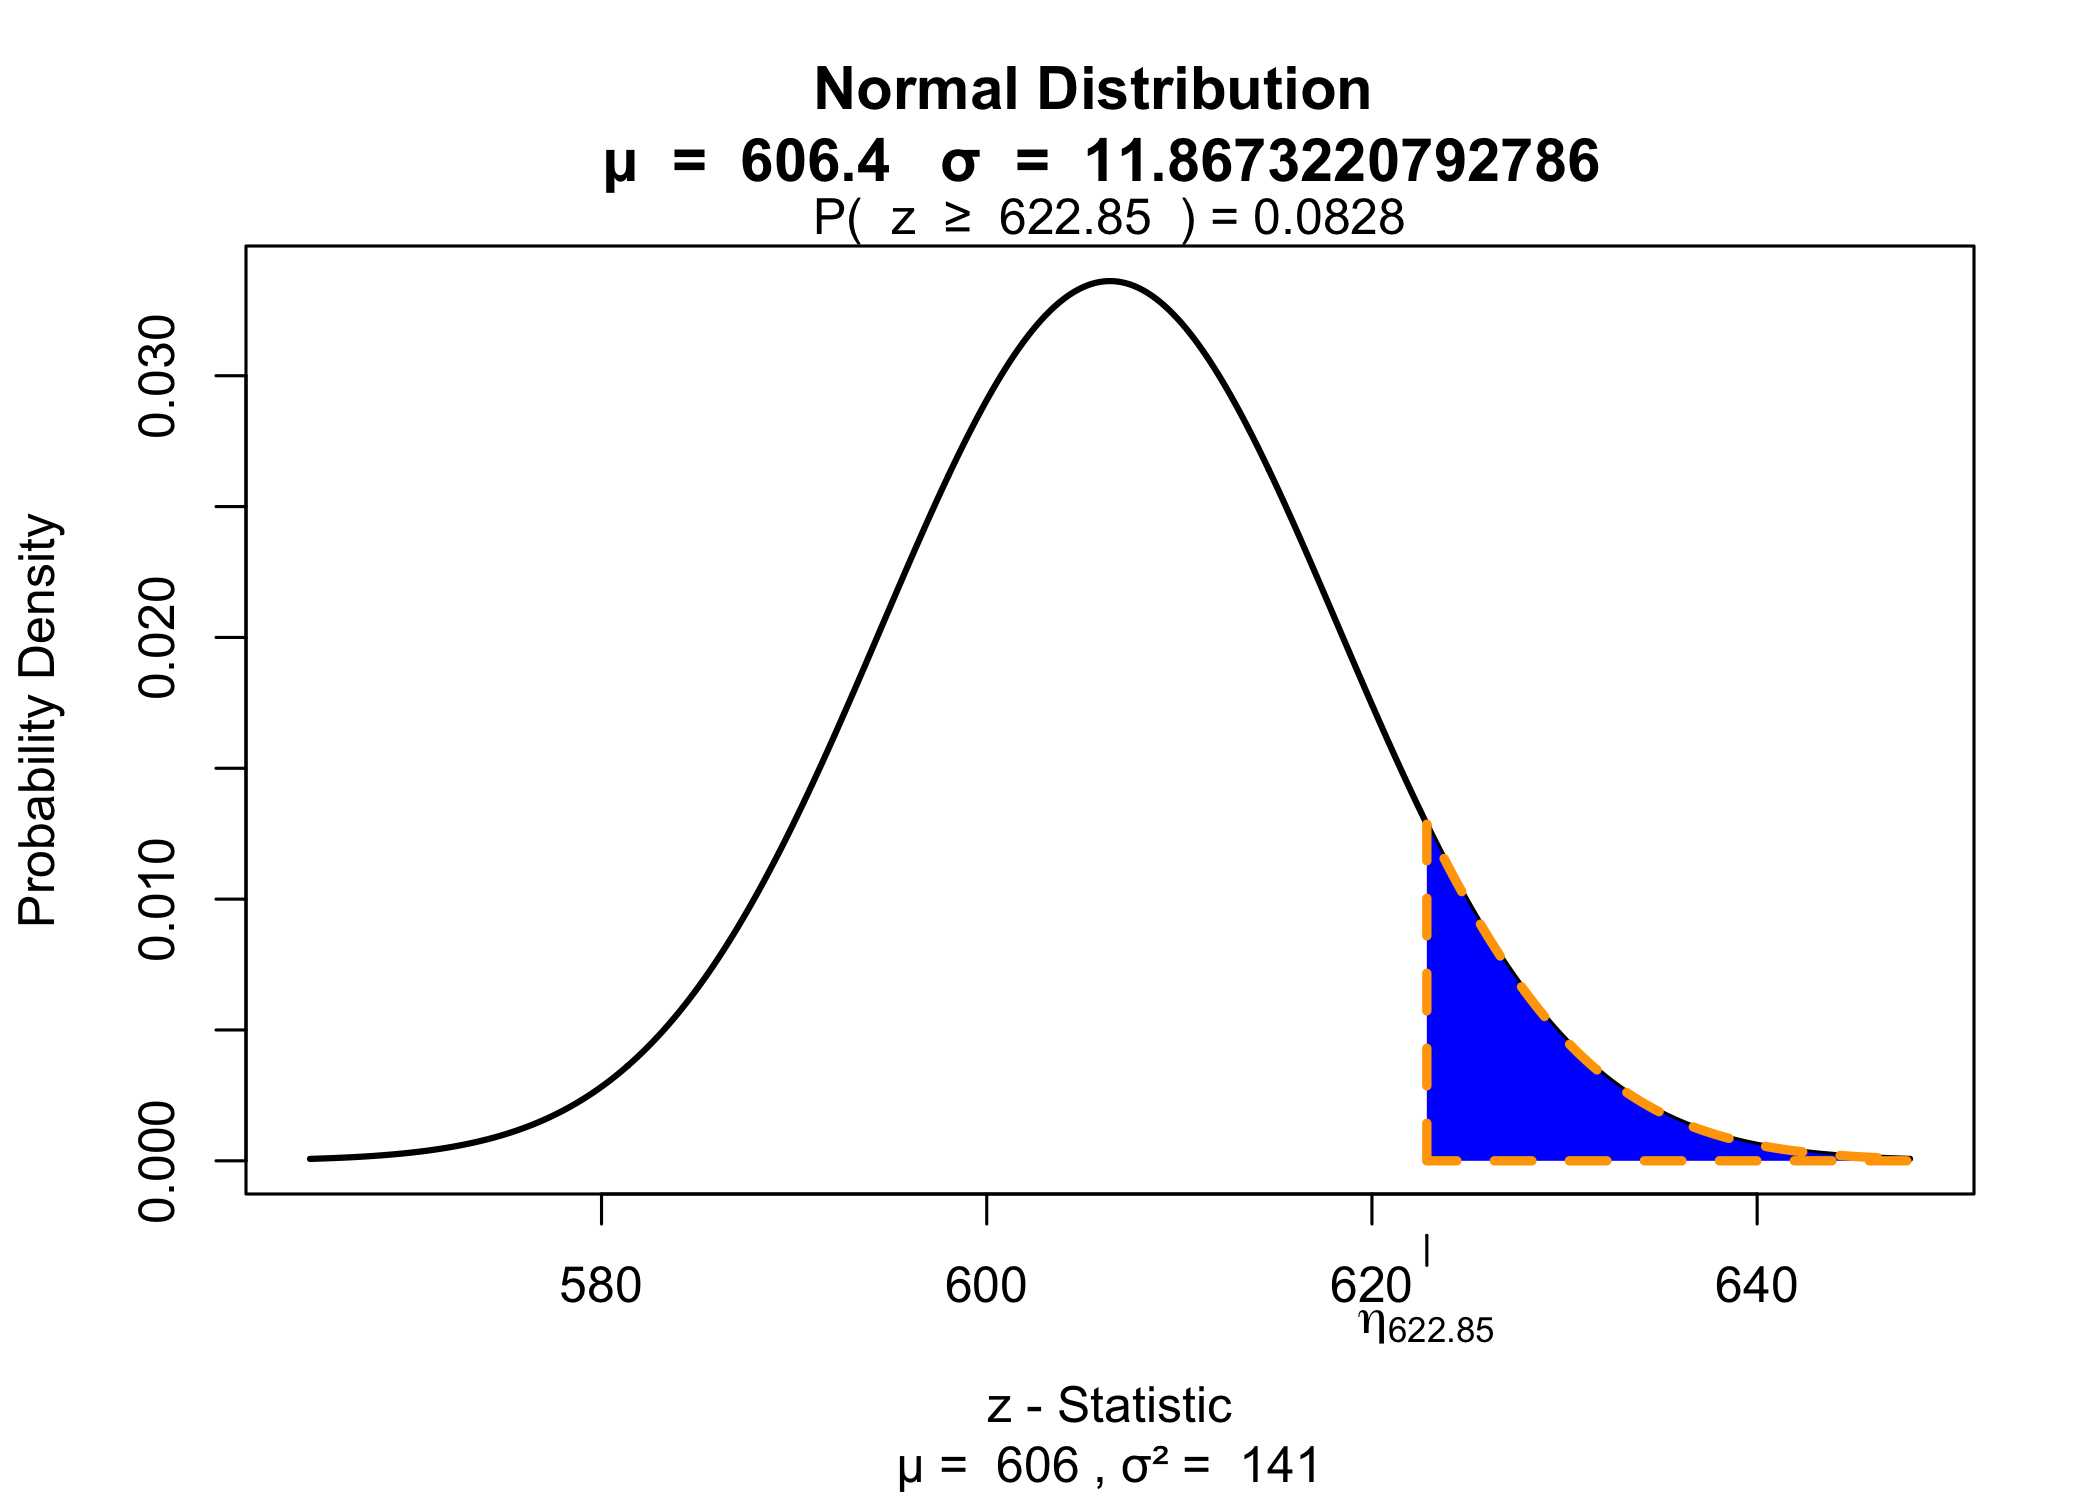 Normal Distribution
μ = 606.4 σ = 11.8673220792786
P( z ≥ 622.85 ) = 0.0828
Probability Density
0.030
0.020
0.010
0.000
580 600 620 640
η622.85
z - Statistic
μ = 606 , σ² = 141